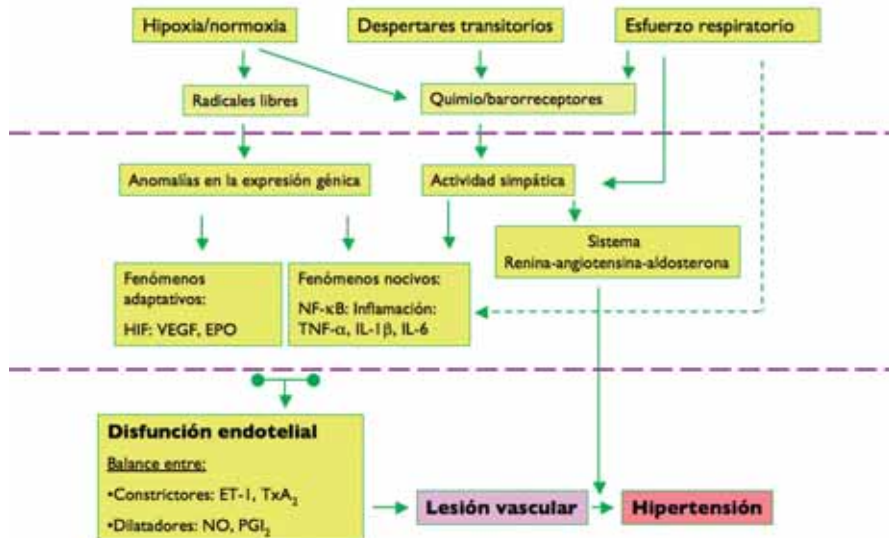 Hipoxia/normoxia
Despertares transitorios
Esfuerzo respiratorio
Radicales libres
Quimio/barorreceptores
Anomalías en la expresión génica
Actividad simpática
Sistema
Renina-angiotensina-aldosterona
Fenómenos
adaptativos:
HIF: VEGF, EPO
Fenómenos nocivos:
NF-κB: Inflamación:
TNF-α, IL-1β, IL-6
Disfunción endotelial
Balance entre:
•Constrictores: ET-1, TxA₂
•Dilatadores: NO, PGI₂
Lesión vascular
Hipertensión